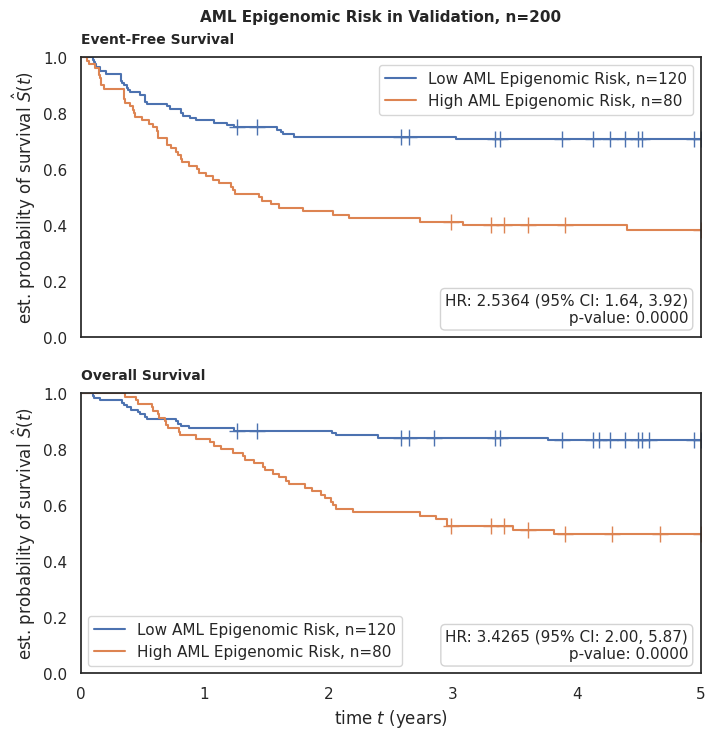 AML Epigenomic Risk in Validation, n=200
Event-Free Survival
1.0
0.8
0.6
0.4
0.2
0.0
est. probability of survival Ŝ(t)
Low AML Epigenomic Risk, n=120
High AML Epigenomic Risk, n=80
HR: 2.5364 (95% CI: 1.64, 3.92)
p-value: 0.0000
Overall Survival
1.0
0.8
0.6
0.4
0.2
0.0
est. probability of survival Ŝ(t)
Low AML Epigenomic Risk, n=120
High AML Epigenomic Risk, n=80
HR: 3.4265 (95% CI: 2.00, 5.87)
p-value: 0.0000
0 1 2 3 4 5
time t (years)